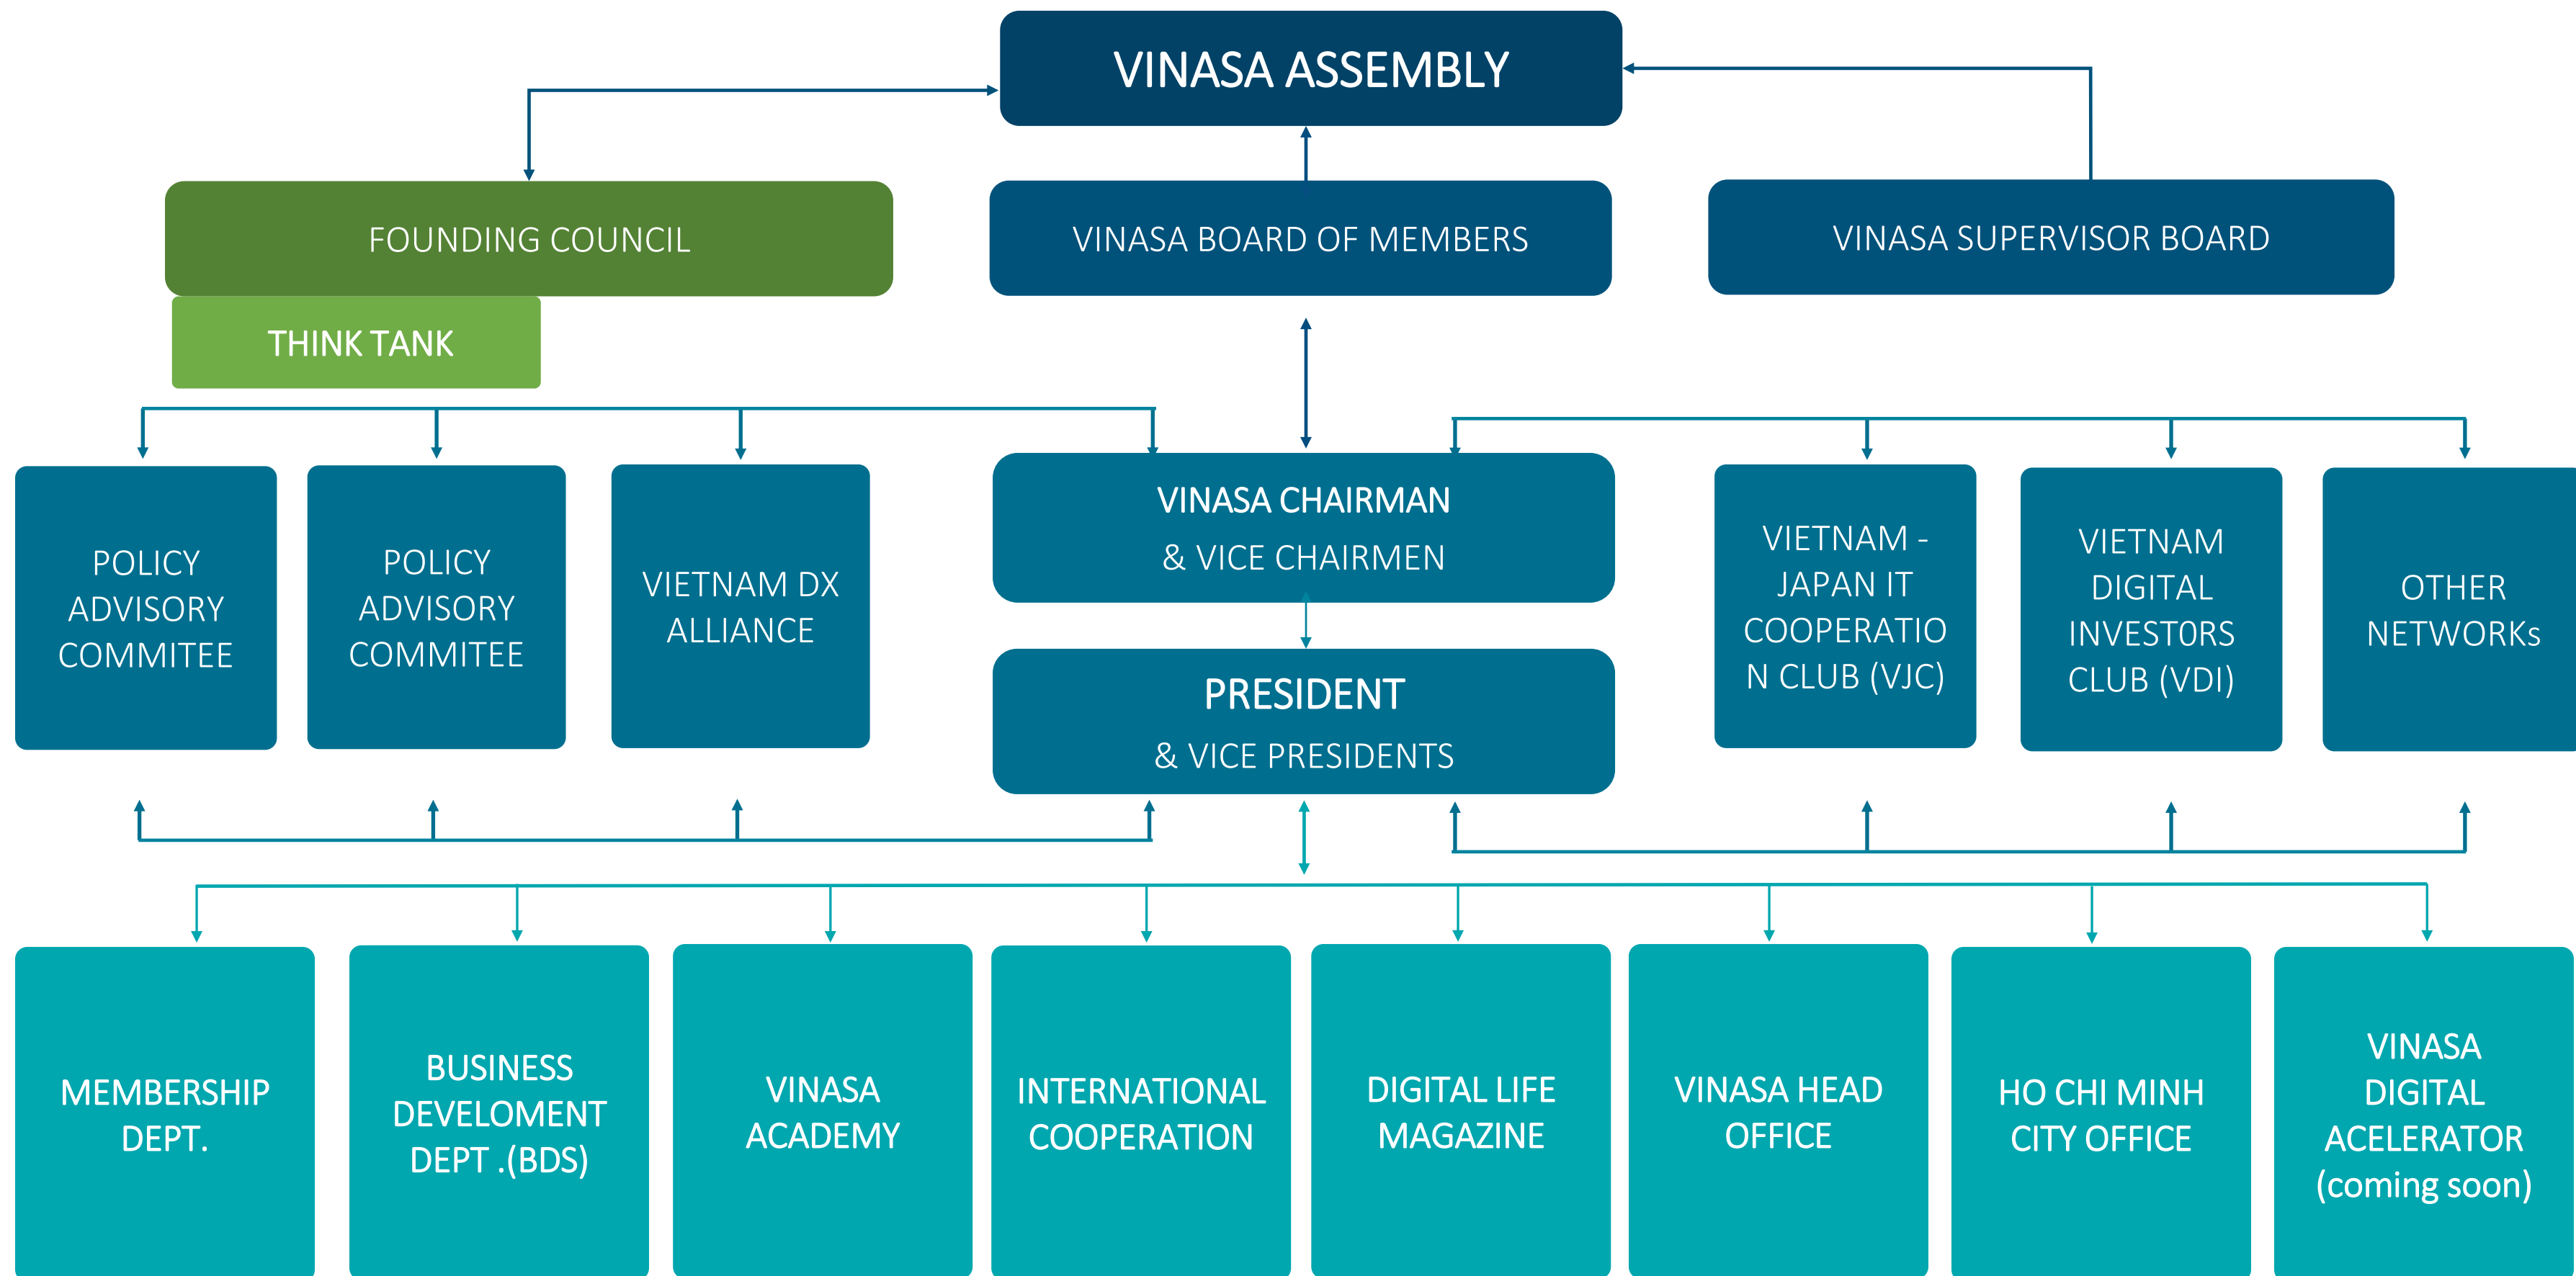 VINASA ASSEMBLY
FOUNDING COUNCIL
VINASA BOARD OF MEMBERS
VINASA SUPERVISOR BOARD
THINK TANK
POLICY
ADVISORY
COMMITEE
POLICY
ADVISORY
COMMITEE
VIETNAM DX
ALLIANCE
VINASA CHAIRMAN
& VICE CHAIRMEN
PRESIDENT
& VICE PRESIDENTS
VIETNAM -
JAPAN IT
COOPERATIO
N CLUB (VJC)
VIETNAM
DIGITAL
INVEST0RS
CLUB (VDI)
OTHER
NETWORKs
MEMBERSHIP
DEPT.
BUSINESS
DEVELOMENT
DEPT .(BDS)
VINASA
ACADEMY
INTERNATIONAL
COOPERATION
DIGITAL LIFE
MAGAZINE
VINASA HEAD
OFFICE
HO CHI MINH
CITY OFFICE
VINASA
DIGITAL
ACELERATOR
(coming soon)